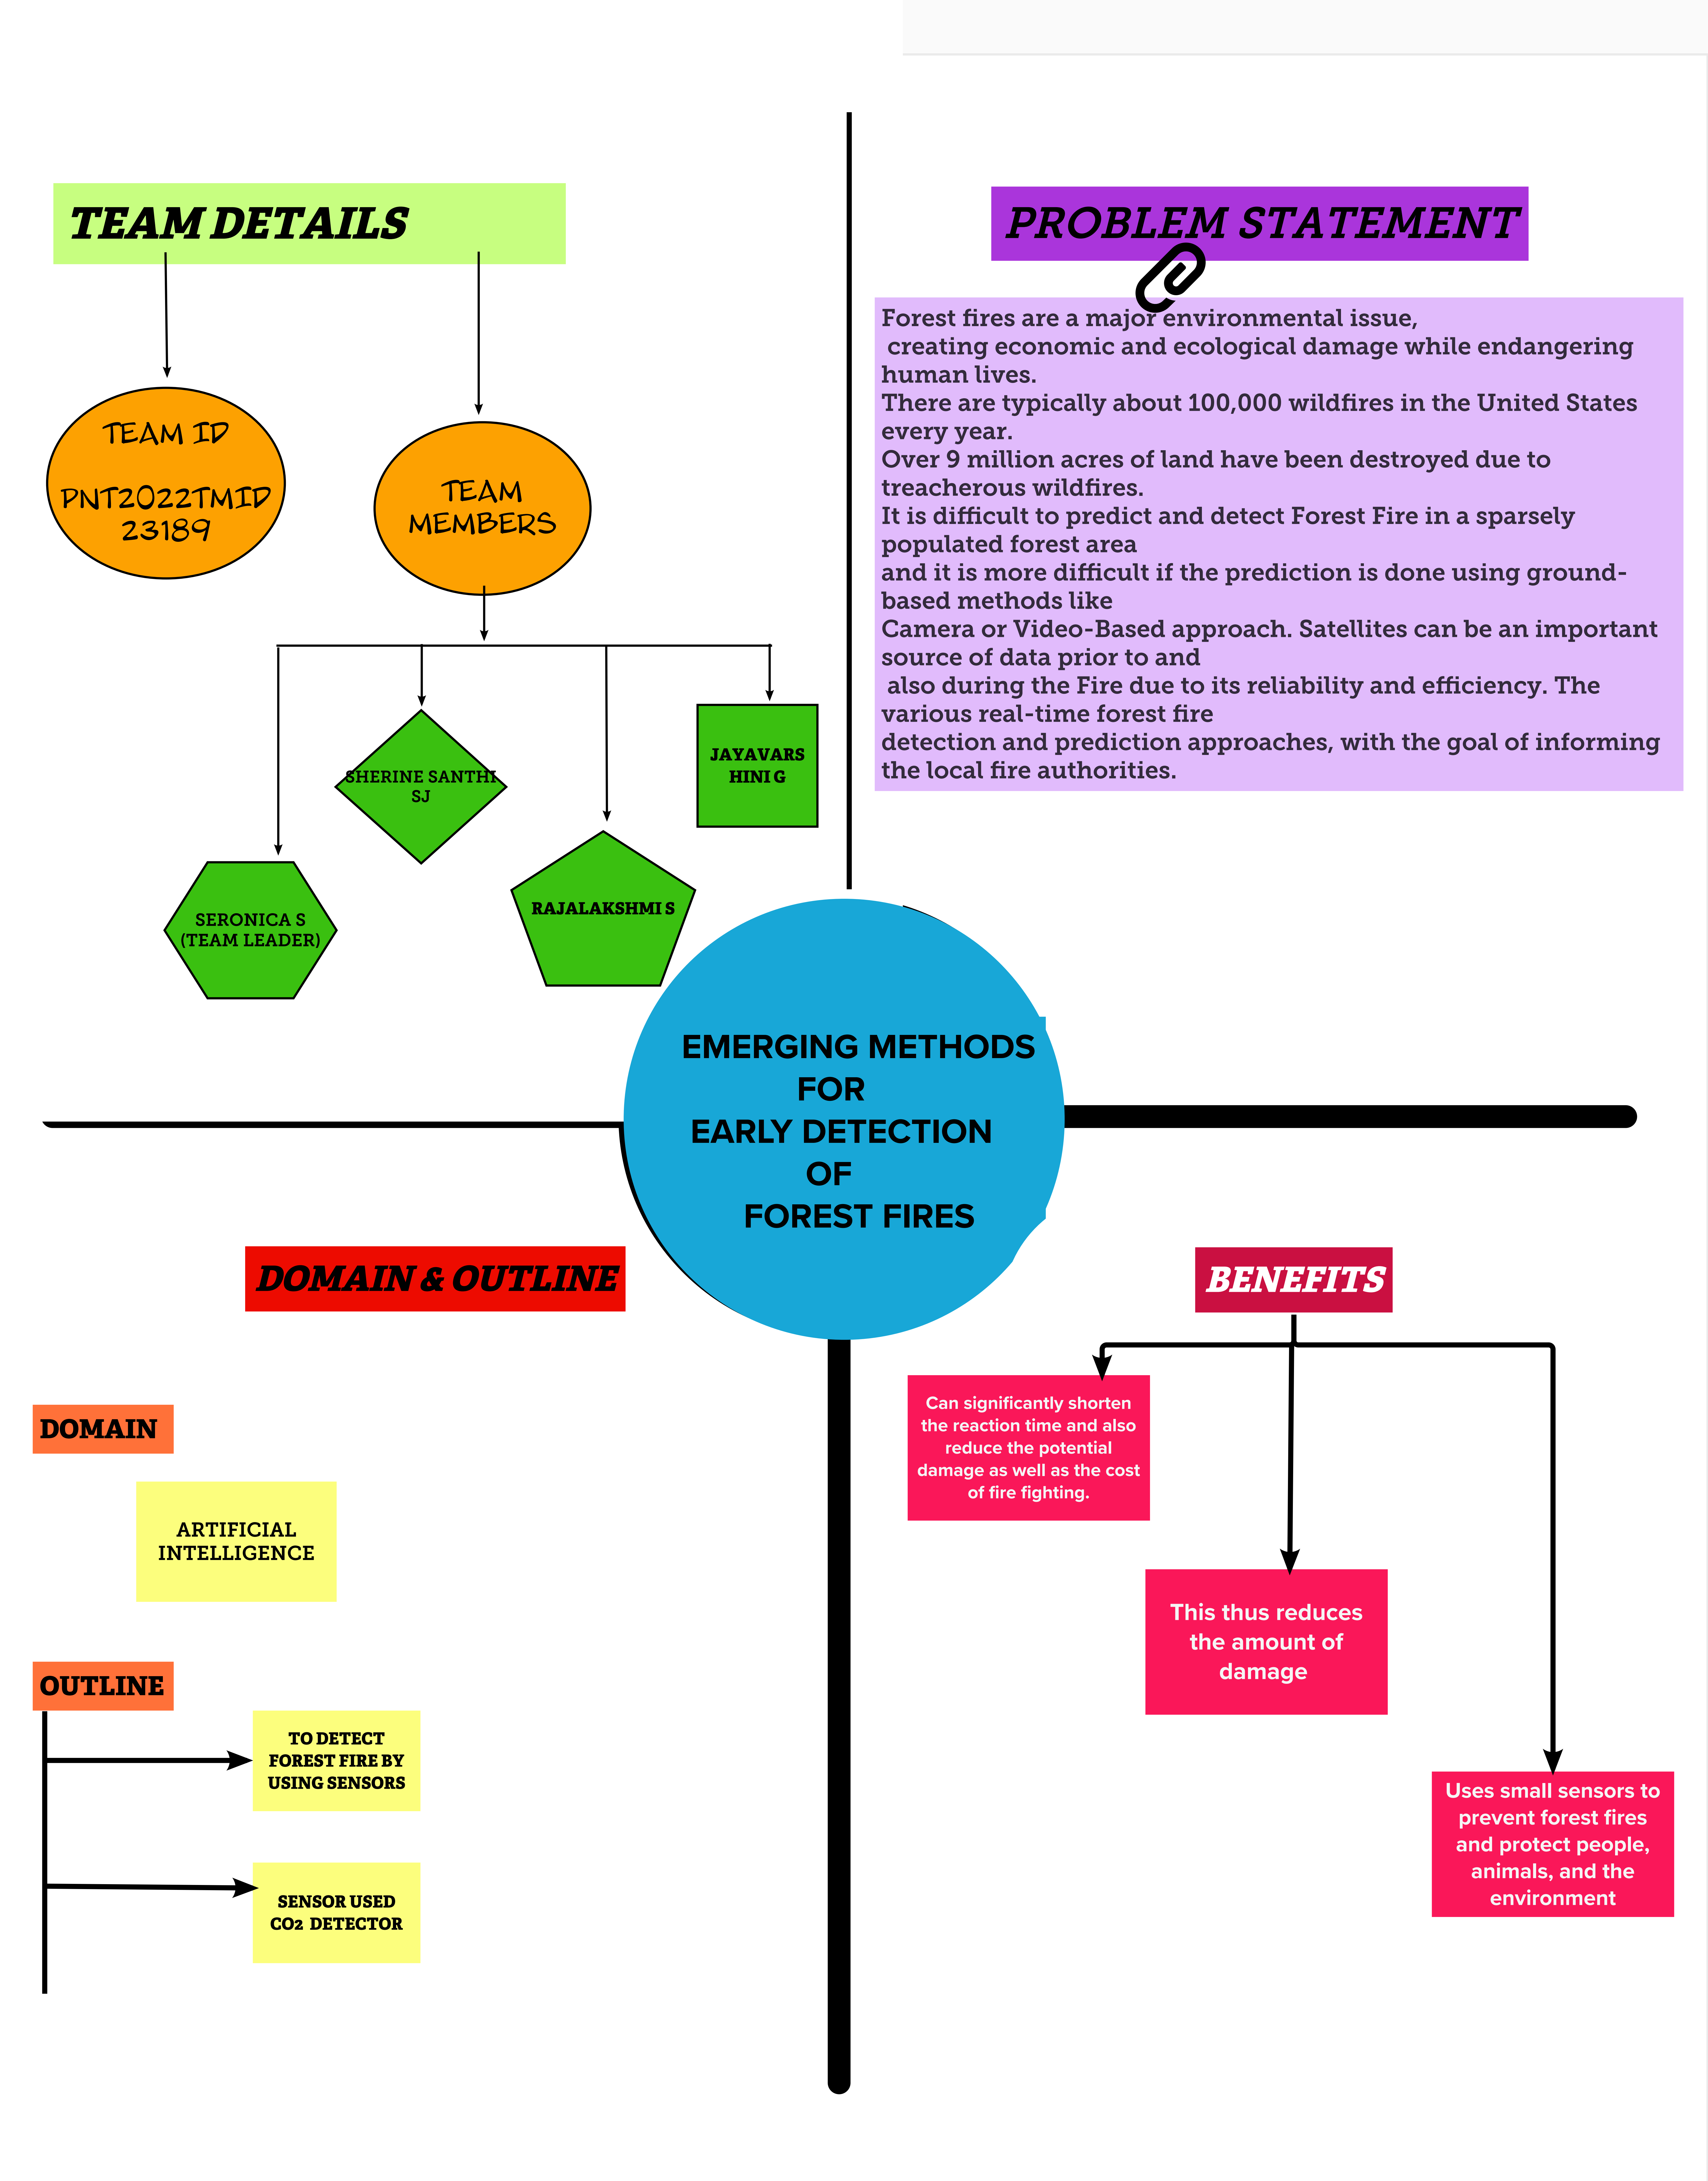 TEAM DETAILS
TEAM ID
PNT2022TMID
23189
TEAM
MEMBERS
SHERINE SANTHI
SJ
JAYAVARS
HINI G
SERONICA S
(TEAM LEADER)
RAJALAKSHMI S
PROBLEM STATEMENT
Forest fires are a major environmental issue,
creating economic and ecological damage while endangering
human lives.
There are typically about 100,000 wildfires in the United States
every year.
Over 9 million acres of land have been destroyed due to
treacherous wildfires.
It is difficult to predict and detect Forest Fire in a sparsely
populated forest area
and it is more difficult if the prediction is done using ground-
based methods like
Camera or Video-Based approach. Satellites can be an important
source of data prior to and
also during the Fire due to its reliability and efficiency. The
various real-time forest fire
detection and prediction approaches, with the goal of informing
the local fire authorities.
EMERGING METHODS
FOR
EARLY DETECTION
OF
FOREST FIRES
DOMAIN & OUTLINE
DOMAIN
ARTIFICIAL
INTELLIGENCE
OUTLINE
TO DETECT
FOREST FIRE BY
USING SENSORS
SENSOR USED
CO2 DETECTOR
BENEFITS
Can significantly shorten
the reaction time and also
reduce the potential
damage as well as the cost
of fire fighting.
This thus reduces
the amount of
damage
Uses small sensors to
prevent forest fires
and protect people,
animals, and the
environment